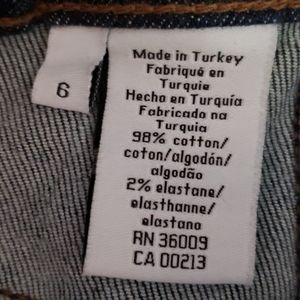 6
Made in Turkey
Fabriqué en
Turquie
Hecho en Turquía
Fabricado na
Turquia
98% cotton/
coton/algodón/
algodão
2% elastane/
elasthanne/
elastano
RN 36009
CA 00213